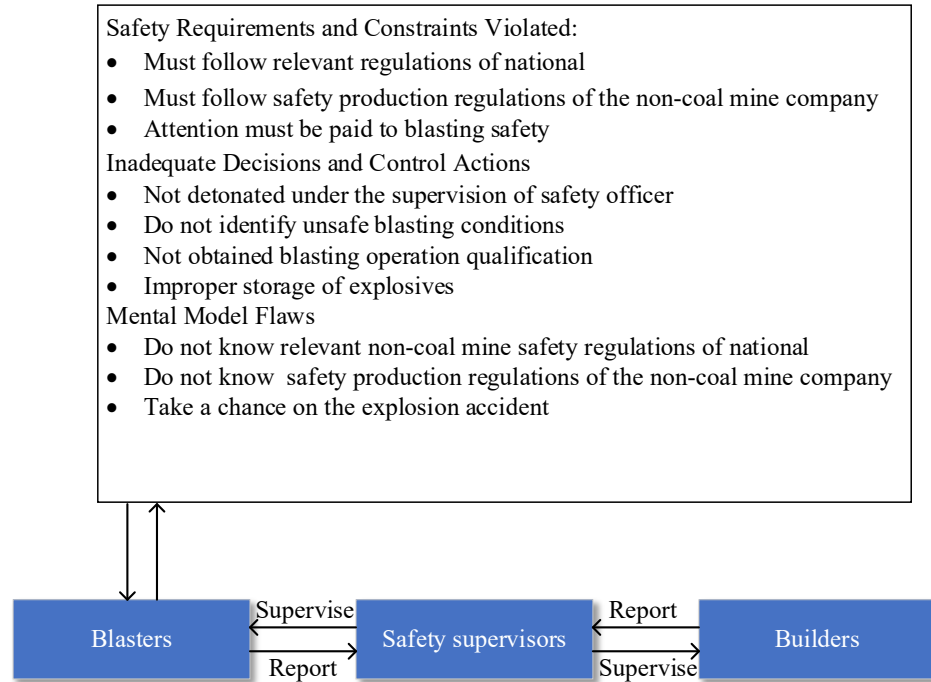 Safety Requirements and Constraints Violated:
• Must follow relevant regulations of national
• Must follow safety production regulations of the non-coal mine company
• Attention must be paid to blasting safety
Inadequate Decisions and Control Actions
• Not detonated under the supervision of safety officer
• Do not identify unsafe blasting conditions
• Not obtained blasting operation qualification
• Improper storage of explosives
Mental Model Flaws
• Do not know relevant non-coal mine safety regulations of national
• Do not know safety production regulations of the non-coal mine company
• Take a chance on the explosion accident
Blasters
Supervise
Report
Safety supervisors
Report
Supervise
Builders